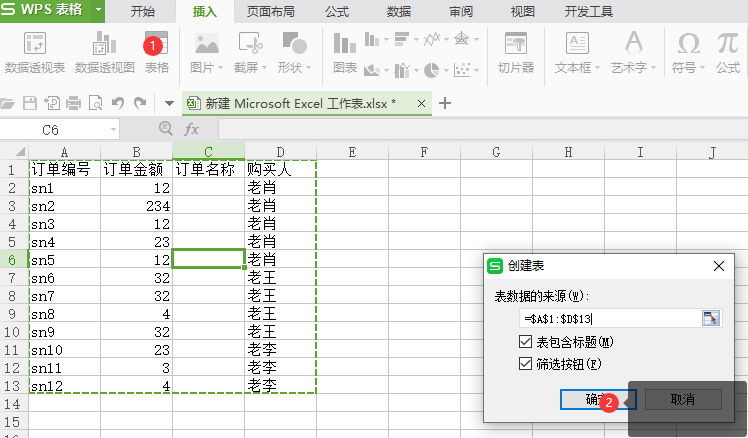 S WPS 表格 开始 插入 页面布局 公式 数据 审阅 视图 开发工具
1
数据透视表 数据透视图 表格 图片 截屏 形状 图表 切片器 文本框 艺术字 符号 公式
新建 Microsoft Excel 工作表.xlsx *
C6 fx
A B C D E F G H I J
1 订单编号 订单金额 订单名称 购买人
2 sn1 12 老肖
3 sn2 234 老肖
4 sn3 12 老肖
5 sn4 23 老肖
6 sn5 12 老肖
7 sn6 32 老王
8 sn7 32 老王
9 sn8 4 老王
10 sn9 32 老王
11 sn10 23 老李
12 sn11 3 老李
13 sn12 4 老李
14
15
创建表
表数据的来源(W):
=$A$1:$D$13
表包含标题(M)
筛选按钮(F)
2 取消